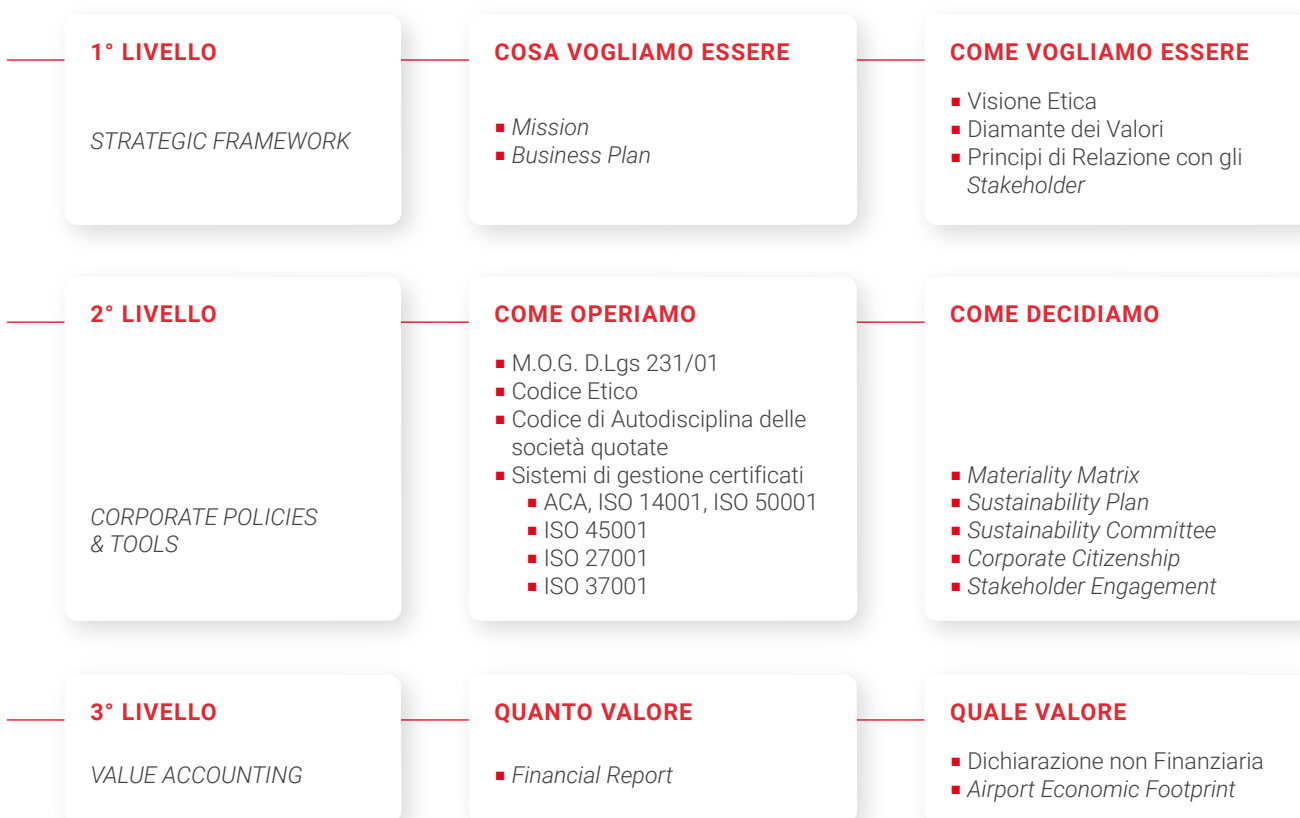 1° LIVELLO
STRATEGIC FRAMEWORK
COSA VOGLIAMO ESSERE
■ Mission
■ Business Plan
COME VOGLIAMO ESSERE
■ Visione Etica
■ Diamante dei Valori
■ Principi di Relazione con gli
Stakeholder
2° LIVELLO
CORPORATE POLICIES
& TOOLS
COME OPERIAMO
■ M.O.G. D.Lgs 231/01
■ Codice Etico
■ Codice di Autodisciplina delle
società quotate
■ Sistemi di gestione certificati
■ ACA, ISO 14001, ISO 50001
■ ISO 45001
■ ISO 27001
■ ISO 37001
COME DECIDIAMO
■ Materiality Matrix
■ Sustainability Plan
■ Sustainability Committee
■ Corporate Citizenship
■ Stakeholder Engagement
3° LIVELLO
VALUE ACCOUNTING
QUANTO VALORE
■ Financial Report
QUALE VALORE
■ Dichiarazione non Finanziaria
■ Airport Economic Footprint